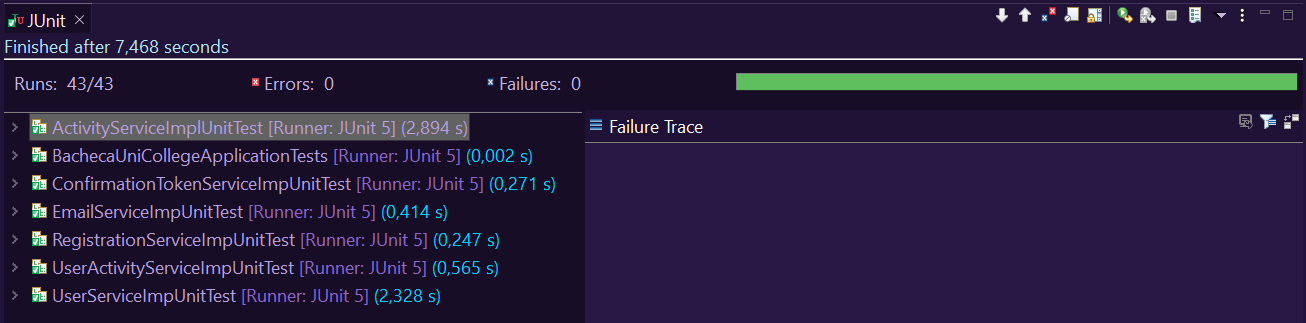 JUnit
Finished after 7,468 seconds
Runs: 43/43 Errors: 0 Failures: 0
ActivityServiceImplUnitTest [Runner: JUnit 5] (2,894 s)
BachecaUniCollegeApplicationTests [Runner: JUnit 5] (0,002 s)
ConfirmationTokenServiceImpUnitTest [Runner: JUnit 5] (0,271 s)
EmailServiceImpUnitTest [Runner: JUnit 5] (0,414 s)
RegistrationServiceImpUnitTest [Runner: JUnit 5] (0,247 s)
UserActivityServiceImpUnitTest [Runner: JUnit 5] (0,565 s)
UserServiceImpUnitTest [Runner: JUnit 5] (2,328 s)
Failure Trace